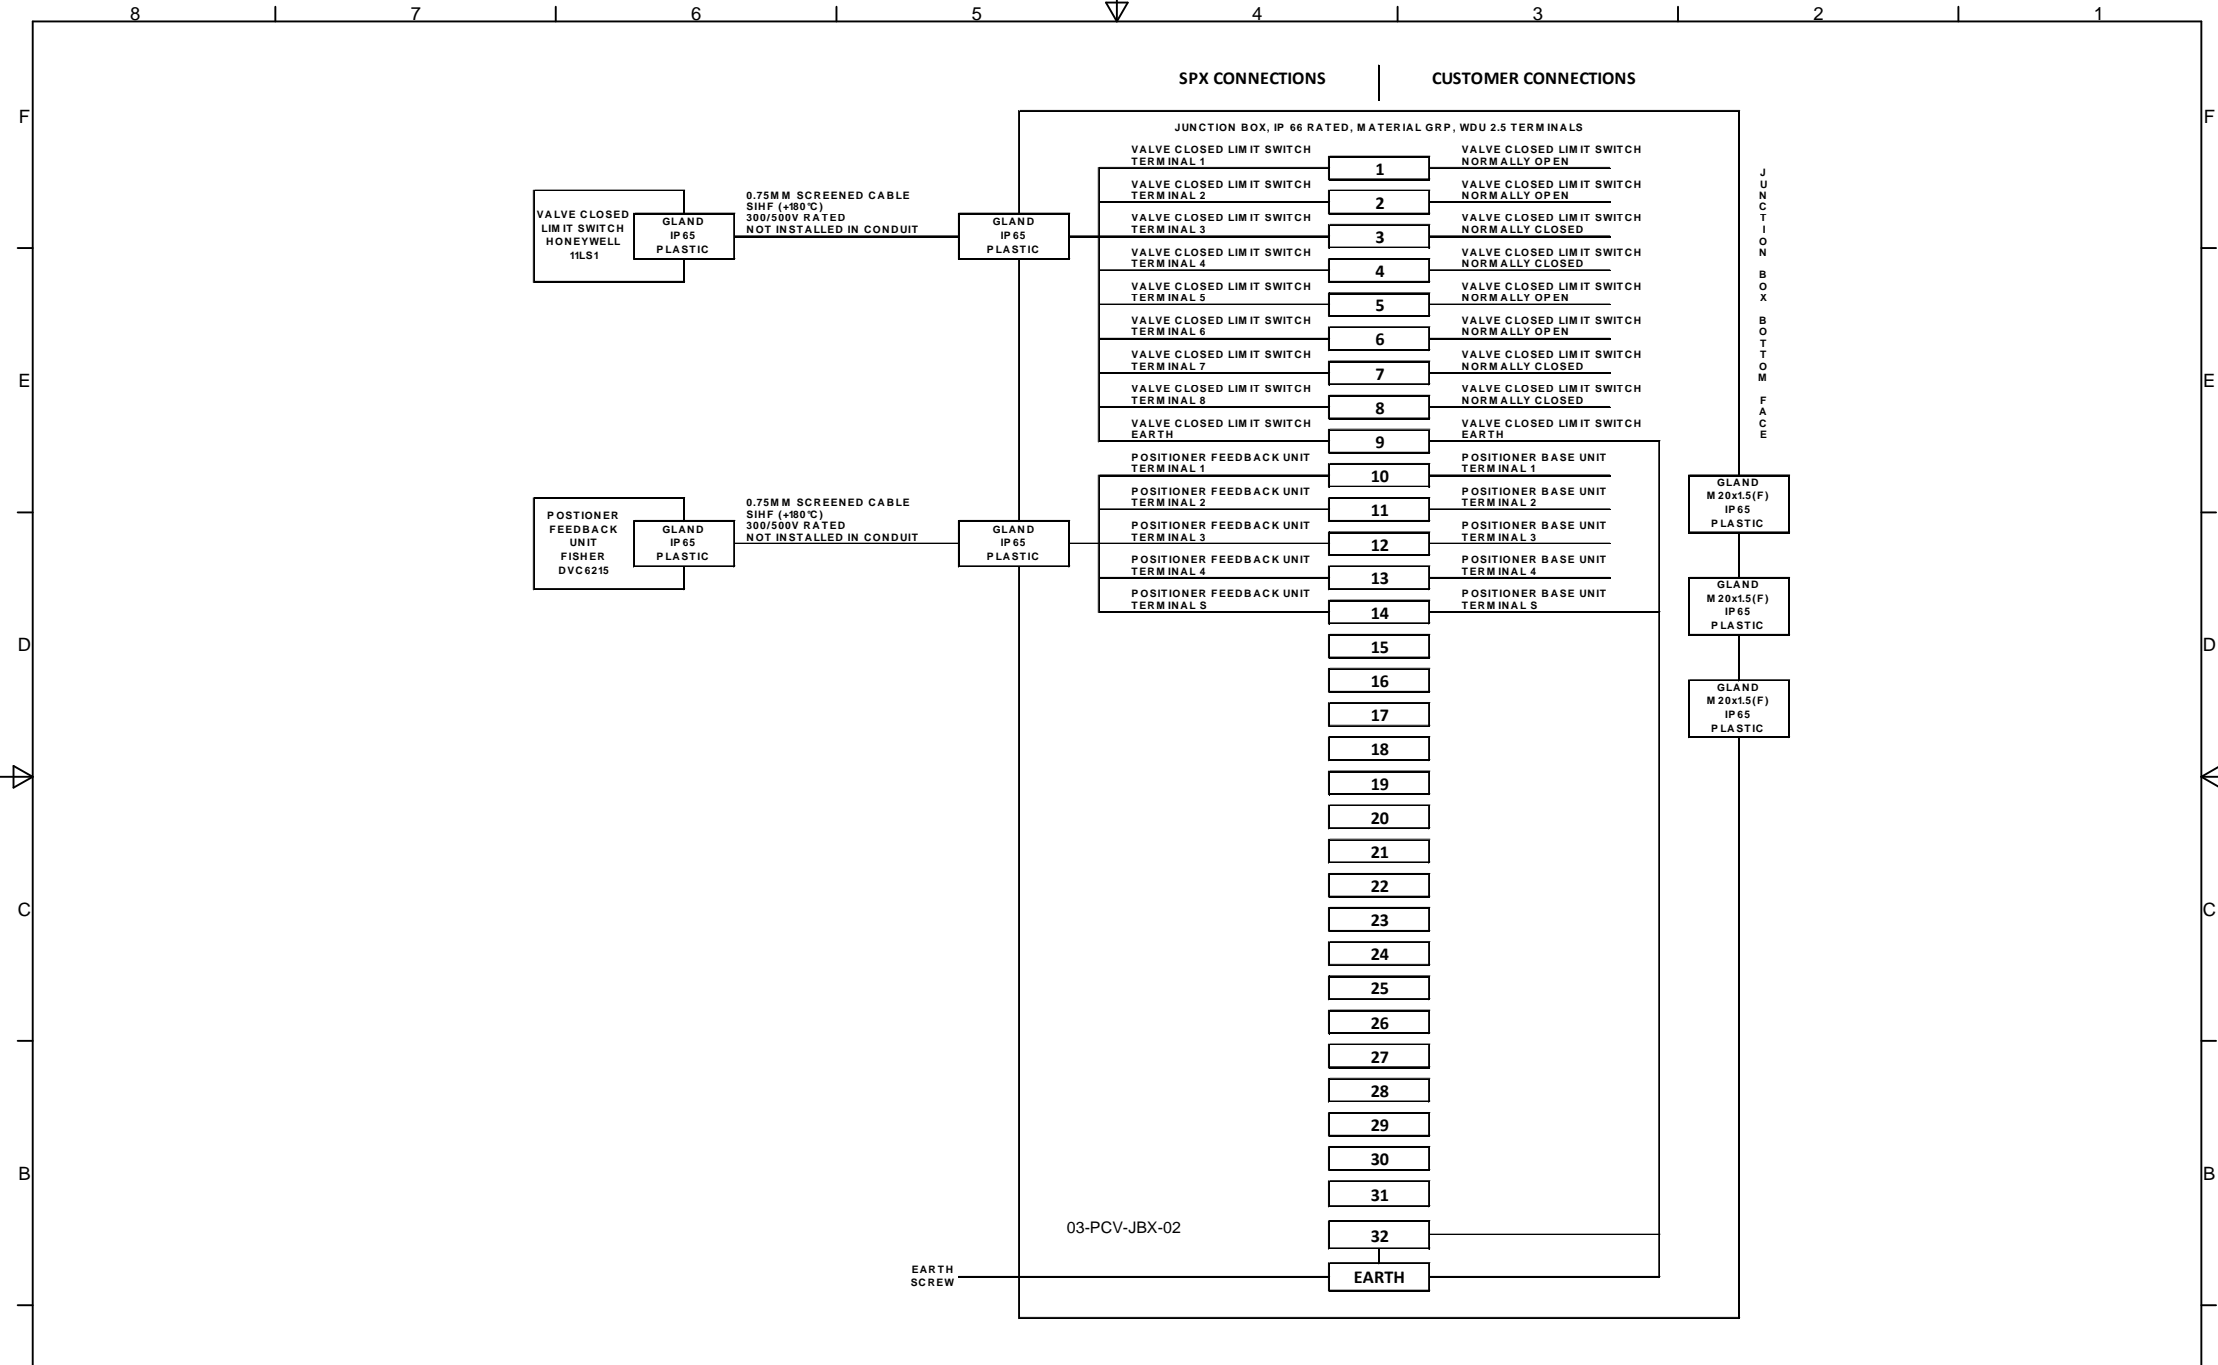 8 7 6 5 4 3 2 1
SPX CONNECTIONS
CUSTOMER CONNECTIONS
F
F
JUNCTION BOX, IP 66 RATED, MATERIAL GRP, WDU 2.5 TERMINALS
VALVE CLOSED LIMIT SWITCH
TERMINAL 1
1
VALVE CLOSED LIMIT SWITCH
NORMALLY OPEN
VALVE CLOSED LIMIT SWITCH
TERMINAL 2
2
VALVE CLOSED LIMIT SWITCH
NORMALLY OPEN
VALVE CLOSED LIMIT SWITCH
TERMINAL 3
3
VALVE CLOSED LIMIT SWITCH
NORMALLY CLOSED
VALVE CLOSED LIMIT SWITCH
TERMINAL 4
4
VALVE CLOSED LIMIT SWITCH
NORMALLY CLOSED
VALVE CLOSED LIMIT SWITCH
TERMINAL 5
5
VALVE CLOSED LIMIT SWITCH
NORMALLY OPEN
VALVE CLOSED LIMIT SWITCH
TERMINAL 6
6
VALVE CLOSED LIMIT SWITCH
NORMALLY OPEN
VALVE CLOSED LIMIT SWITCH
TERMINAL 7
7
VALVE CLOSED LIMIT SWITCH
NORMALLY CLOSED
VALVE CLOSED LIMIT SWITCH
TERMINAL 8
8
VALVE CLOSED LIMIT SWITCH
NORMALLY CLOSED
VALVE CLOSED LIMIT SWITCH
EARTH
9
VALVE CLOSED LIMIT SWITCH
EARTH
VALVE CLOSED
LIMIT SWITCH
HONEYWELL
11LS1
GLAND
IP65
PLASTIC
0.75MM SCREENED CABLE
SIHF (+180°C)
300/500V RATED
NOT INSTALLED IN CONDUIT
GLAND
IP65
PLASTIC
JUNCTION BOX BOTTOM FACE
E
E
POSITIONER FEEDBACK UNIT
TERMINAL 1
10
POSITIONER BASE UNIT
TERMINAL 1
POSITIONER FEEDBACK UNIT
TERMINAL 2
11
POSITIONER BASE UNIT
TERMINAL 2
POSITIONER FEEDBACK UNIT
TERMINAL 3
12
POSITIONER BASE UNIT
TERMINAL 3
POSITIONER FEEDBACK UNIT
TERMINAL 4
13
POSITIONER BASE UNIT
TERMINAL 4
POSITIONER FEEDBACK UNIT
TERMINAL S
14
POSITIONER BASE UNIT
TERMINAL S
POSTIONER
FEEDBACK
UNIT
FISHER
DVC6215
GLAND
IP65
PLASTIC
0.75MM SCREENED CABLE
SIHF (+180°C)
300/500V RATED
NOT INSTALLED IN CONDUIT
GLAND
IP65
PLASTIC
GLAND
M20x1.5(F)
IP65
PLASTIC
GLAND
M20x1.5(F)
IP65
PLASTIC
GLAND
M20x1.5(F)
IP65
PLASTIC
D
D
15
16
17
18
19
20
21
22
C
C
23
24
25
26
27
28
29
30
B
B
31
03-PCV-JBX-02
32
EARTH
SCREW
EARTH